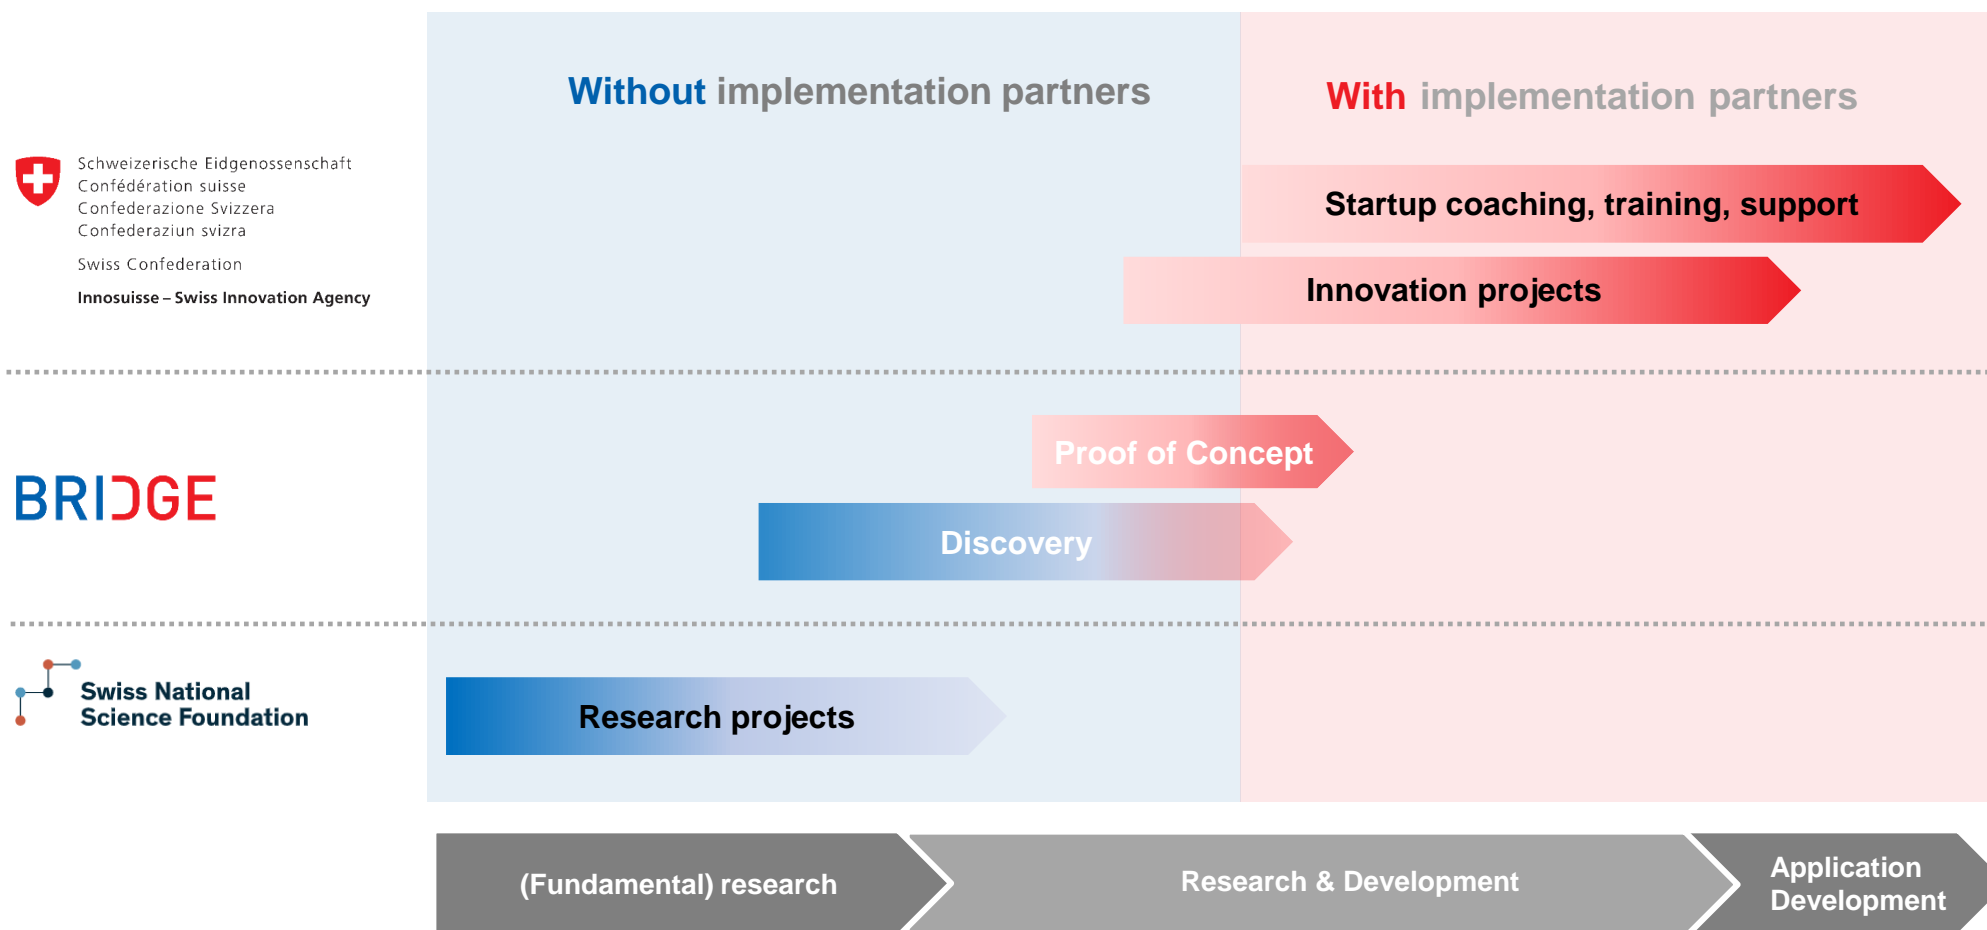 Without implementation partners
With implementation partners
Schweizerische Eidgenossenschaft
Confédération suisse
Confederazione Svizzera
Confederaziun svizra
Swiss Confederation
Innosuisse – Swiss Innovation Agency
Startup coaching, training, support
Innovation projects
BRIDGE
Proof of Concept
Discovery
Swiss National
Science Foundation
Research projects
(Fundamental) research
Research & Development
Application
Development